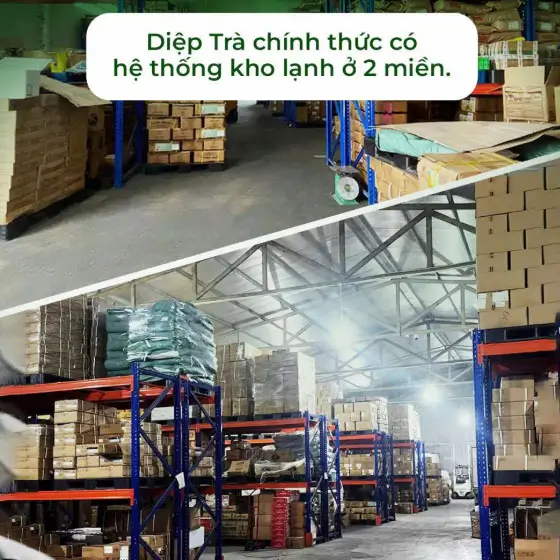 Diệp Trà chính thức có
hệ thống kho lạnh ở 2 miền.